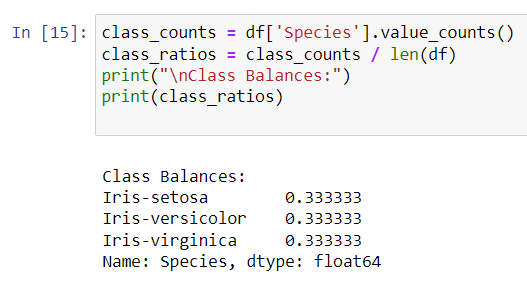 In [15]: class_counts = df['Species'].value_counts()
class_ratios = class_counts / len(df)
print("\nClass Balances:")
print(class_ratios)
Class Balances:
Iris-setosa        0.333333
Iris-versicolor    0.333333
Iris-virginica     0.333333
Name: Species, dtype: float64